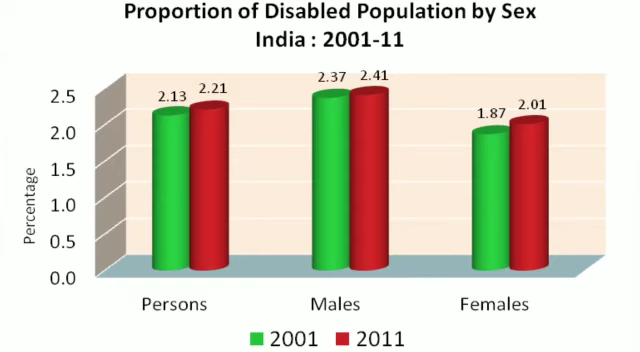 Proportion of Disabled Population by Sex
India : 2001-11
2.13 2.21 2.37 2.41 1.87 2.01
2.5
2.0
1.5
1.0
0.5
0.0
Percentage
Persons Males Females
2001 2011